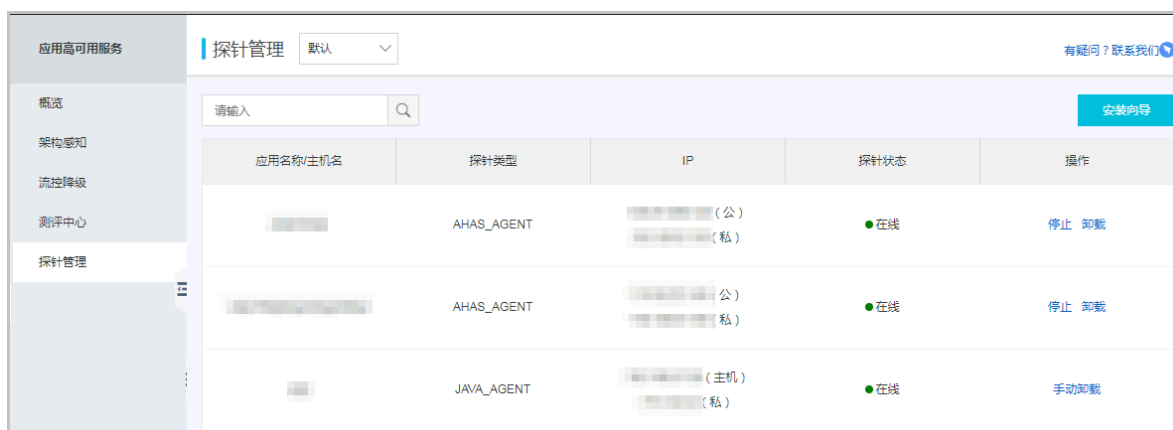 应用高可用服务
探针管理 默认
有疑问？联系我们
概览
架构感知
流控降级
测评中心
探针管理
请输入
安装向导
应用名称/主机名 探针类型 IP 探针状态 操作
AHAS_AGENT (公) 在线 停止 卸载
(私)
AHAS_AGENT 公) 在线 停止 卸载
私)
JAVA_AGENT (主机) 在线 手动卸载
(私)